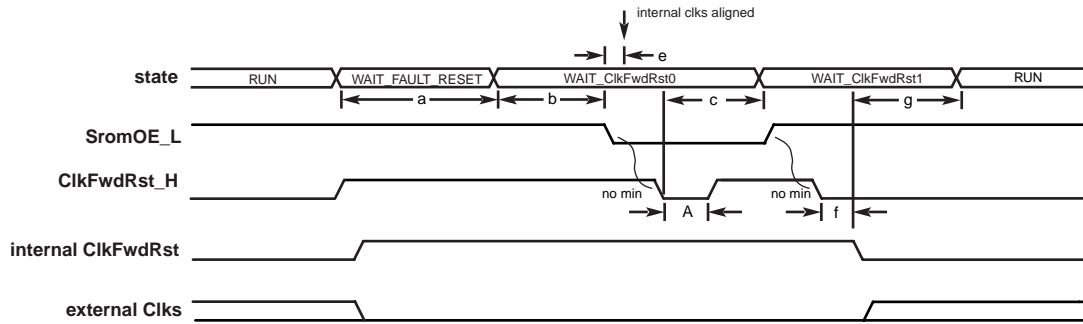 internal clks aligned
e
state RUN WAIT_FAULT_RESET WAIT_ClkFwdRst0 WAIT_ClkFwdRst1 RUN
a b c g
SromOE_L
ClkFwdRst_H no min no min
A f
internal ClkFwdRst
external Clks